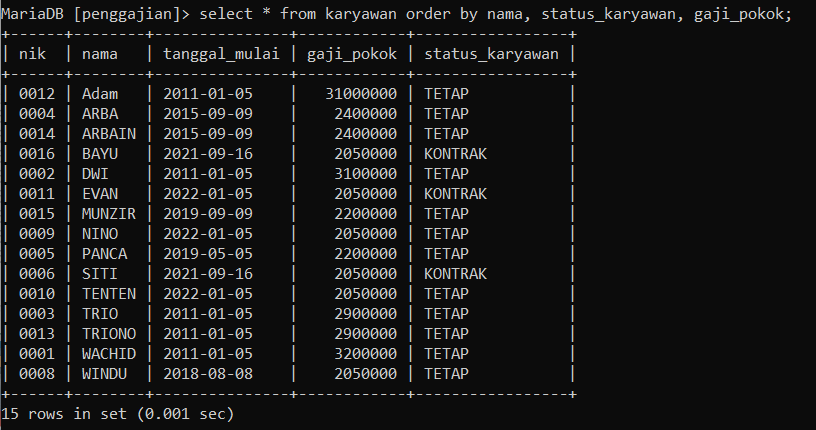 MariaDB [penggajian]> select * from karyawan order by nama, status_karyawan, gaji_pokok;
+------+--------+---------------+------------+-----------------+
| nik  | nama   | tanggal_mulai | gaji_pokok | status_karyawan |
+------+--------+---------------+------------+-----------------+
| 0012 | Adam   | 2011-01-05    |   31000000 | TETAP           |
| 0004 | ARBA   | 2015-09-09    |    2400000 | TETAP           |
| 0014 | ARBAIN | 2015-09-09    |    2400000 | TETAP           |
| 0016 | BAYU   | 2021-09-16    |    2050000 | KONTRAK         |
| 0002 | DWI    | 2011-01-05    |    3100000 | TETAP           |
| 0011 | EVAN   | 2022-01-05    |    2050000 | KONTRAK         |
| 0015 | MUNZIR | 2019-09-09    |    2200000 | TETAP           |
| 0009 | NINO   | 2022-01-05    |    2050000 | TETAP           |
| 0005 | PANCA  | 2019-05-05    |    2200000 | TETAP           |
| 0006 | SITI   | 2021-09-16    |    2050000 | KONTRAK         |
| 0010 | TENTEN | 2022-01-05    |    2050000 | TETAP           |
| 0003 | TRIO   | 2011-01-05    |    2900000 | TETAP           |
| 0013 | TRIONO | 2011-01-05    |    2900000 | TETAP           |
| 0001 | WACHID | 2011-01-05    |    3200000 | TETAP           |
| 0008 | WINDU  | 2018-08-08    |    2050000 | TETAP           |
+------+--------+---------------+------------+-----------------+
15 rows in set (0.001 sec)